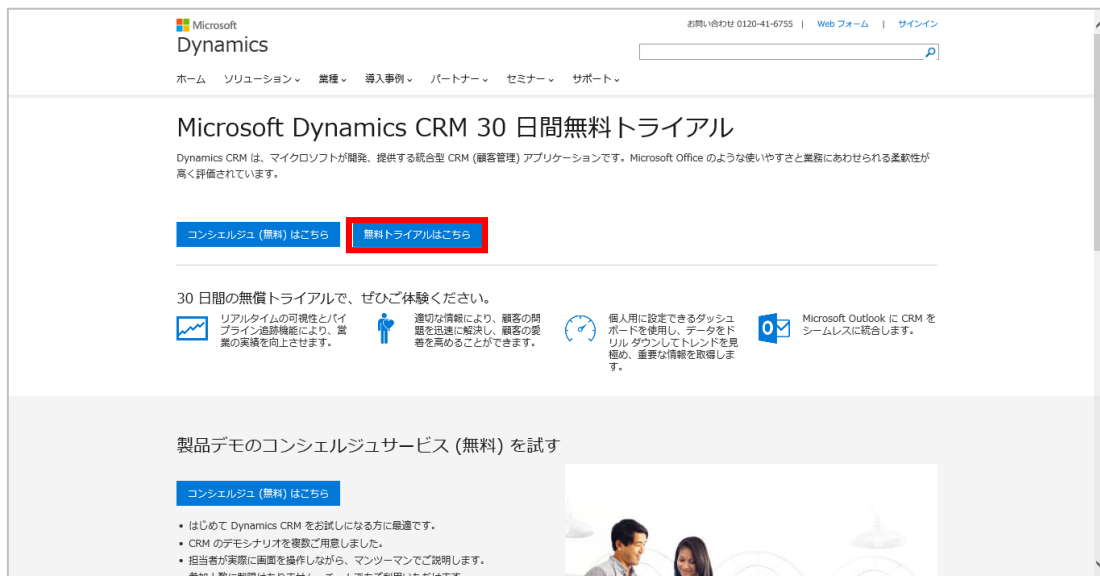 Microsoft
お問い合わせ 0120-41-6755 | Web フォーム | サインイン
Dynamics
ホーム ソリューション 業種 導入事例 パートナー セミナー サポート
Microsoft Dynamics CRM 30 日間無料トライアル
Dynamics CRM は、マイクロソフトが開発、提供する統合型 CRM (顧客管理) アプリケーションです。Microsoft Office のような使いやすさと業務にあわせられる柔軟性が
高く評価されています。
コンシェルジュ (無料) はこちら 無料トライアルはこちら
30 日間の無償トライアルで、ぜひご体験ください。
リアルタイムの可視性とパイ
プライン追跡機能により、営
業の実績を向上させます。
適切な情報により、顧客の問
題を迅速に解決し、顧客の愛
着を高めることができます。
個人用に設定できるダッシュ
ボードを使用し、データをド
リル ダウンしてトレンドを見
極め、重要な情報を取得しま
す。
Microsoft Outlook に CRM を
シームレスに統合します。
製品デモのコンシェルジュサービス (無料) を試す
コンシェルジュ (無料) はこちら
• はじめて Dynamics CRM をお試しになる方に最適です。
• CRM のデモシナリオを複数ご用意しました。
• 担当者が実際に画面を操作しながら、マンツーマンでご説明します。